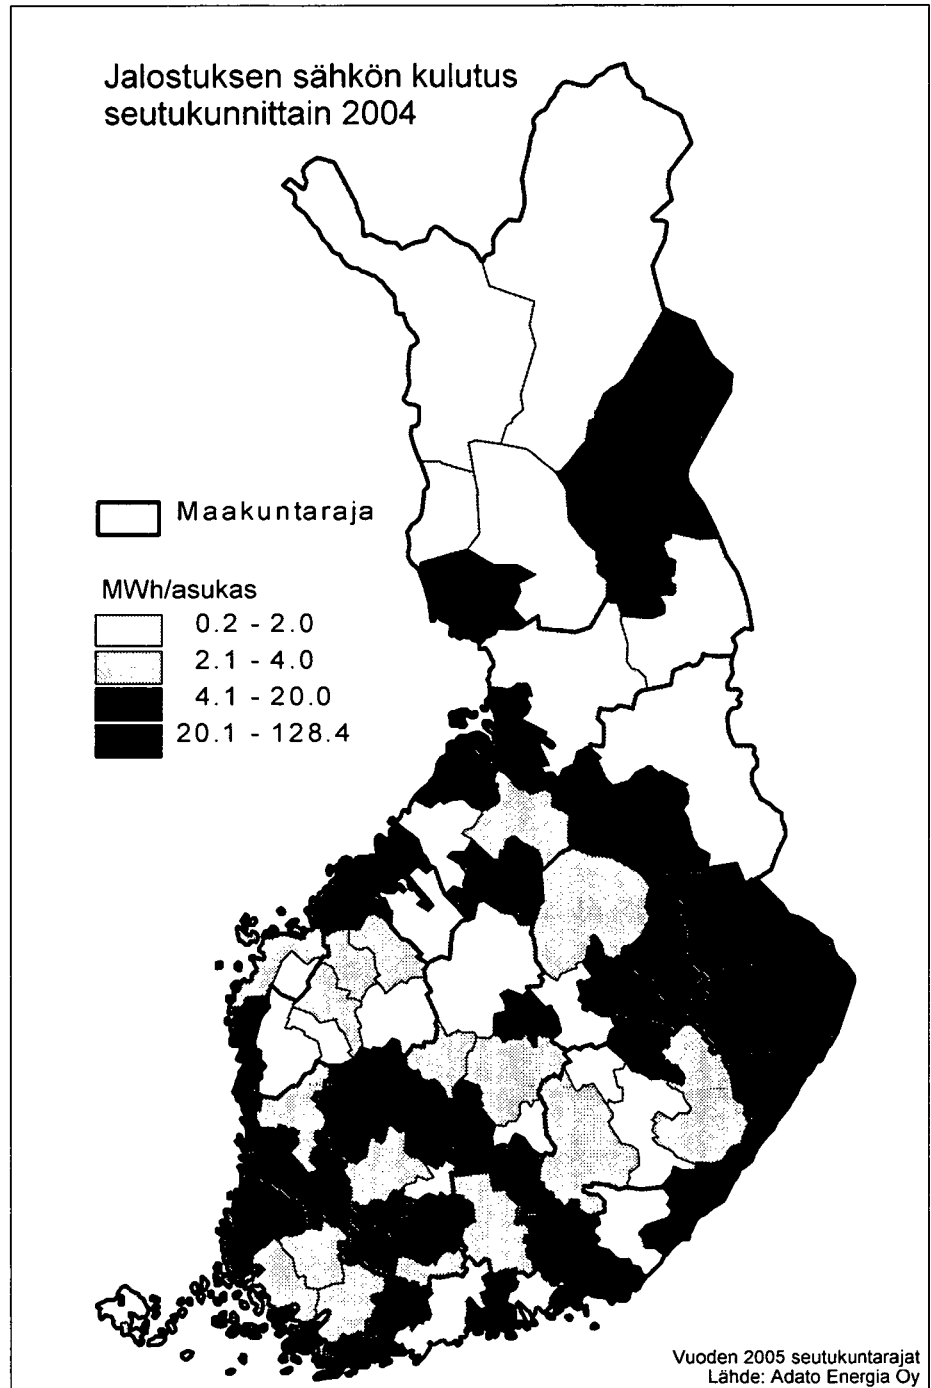 Jalostuksen sähkön kulutus
seutukunnittain 2004
Maakuntaraja
MWh/asukas
0.2 - 2.0
2.1 - 4.0
4.1 - 20.0
20.1 - 128.4
Vuoden 2005 seutukuntarajat
Lähde: Adato Energia Oy